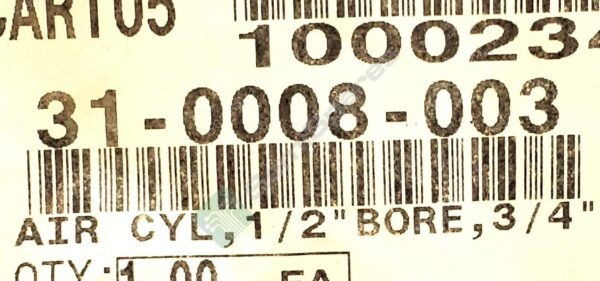 CART05
1000234
31-0008-003
AIR CYL,1/2"BORE,3/4"
QTY:1.00 EA